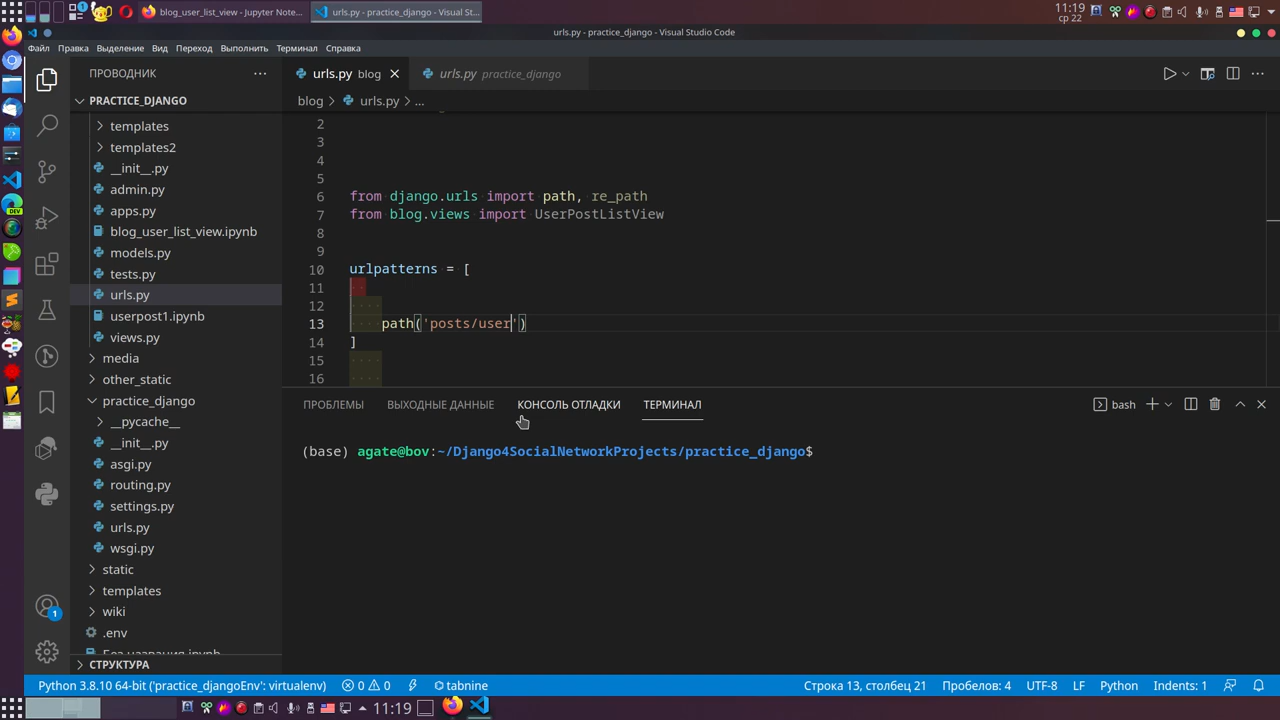 blog_user_list_view - Jupyter Note...
urls.py - practice_django - Visual St...
11:19
ср 22
urls.py - practice_django - Visual Studio Code
Файл Правка Выделение Вид Переход Выполнить Терминал Справка
ПРОВОДНИК
urls.py blog
urls.py practice_django
PRACTICE_DJANGO
blog > urls.py > ...
templates
templates2
__init__.py
admin.py
apps.py
blog_user_list_view.ipynb
models.py
tests.py
urls.py
userpost1.ipynb
views.py
media
other_static
practice_django
__pycache__
__init__.py
asgi.py
routing.py
settings.py
urls.py
wsgi.py
static
templates
wiki
.env
СТРУКТУРА
2
3
4
5
6 from django.urls import path, re_path
7 from blog.views import UserPostListView
8
9
10 urlpatterns = [
11
12
13 path('posts/user')
14 ]
15
16
ПРОБЛЕМЫ ВЫХОДНЫЕ ДАННЫЕ КОНСОЛЬ ОТЛАДКИ ТЕРМИНАЛ
bash
(base) agate@bov:~/Django4SocialNetworkProjects/practice_django$
DEV
1
Python 3.8.10 64-bit ('practice_djangoEnv': virtualenv) 0 0 tabnine
Строка 13, столбец 21 Пробелов: 4 UTF-8 LF Python Indents: 1
11:19